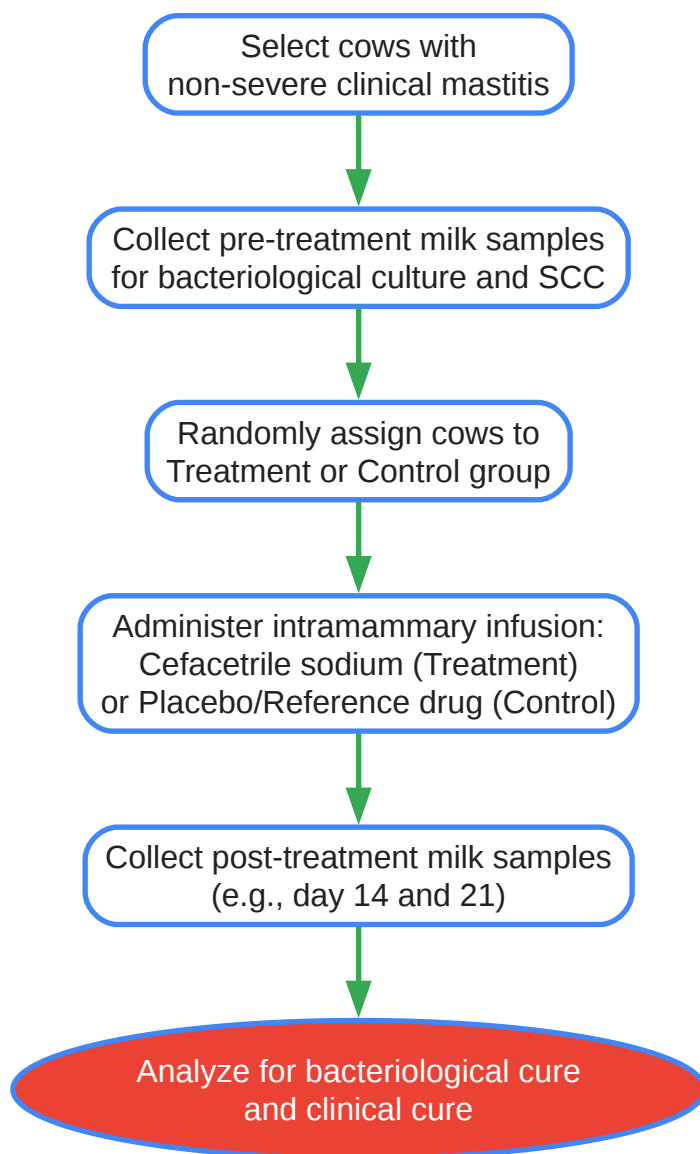 Select cows with
non-severe clinical mastitis
Collect pre-treatment milk samples
for bacteriological culture and SCC
Randomly assign cows to
Treatment or Control group
Administer intramammary infusion:
Cefacetrile sodium (Treatment)
or Placebo/Reference drug (Control)
Collect post-treatment milk samples
(e.g., day 14 and 21)
Analyze for bacteriological cure
and clinical cure